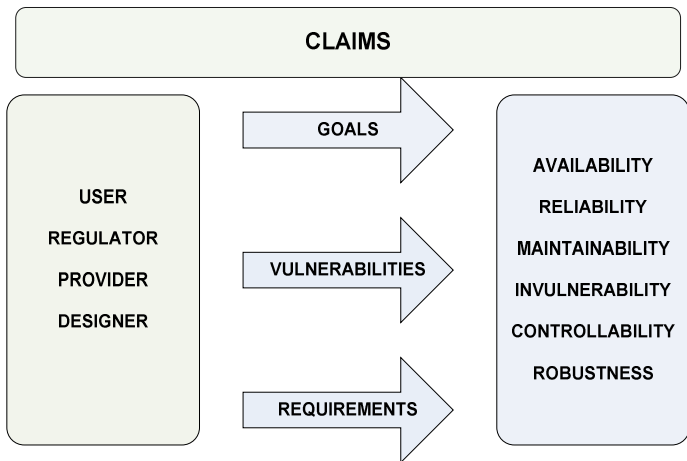 CLAIMS
USER
REGULATOR
PROVIDER
DESIGNER
GOALS
VULNERABILITIES
REQUIREMENTS
AVAILABILITY
RELIABILITY
MAINTAINABILITY
INVULNERABILITY
CONTROLLABILITY
ROBUSTNESS